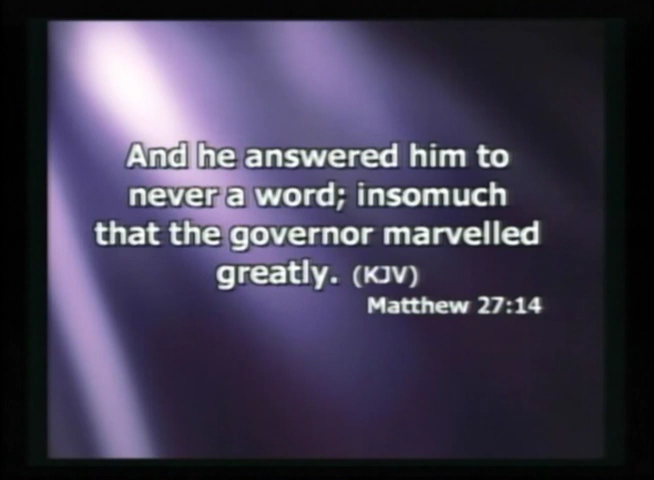 And he answered him to
never a word; insomuch
that the governor marvelled
greatly. (KJV)
Matthew 27:14